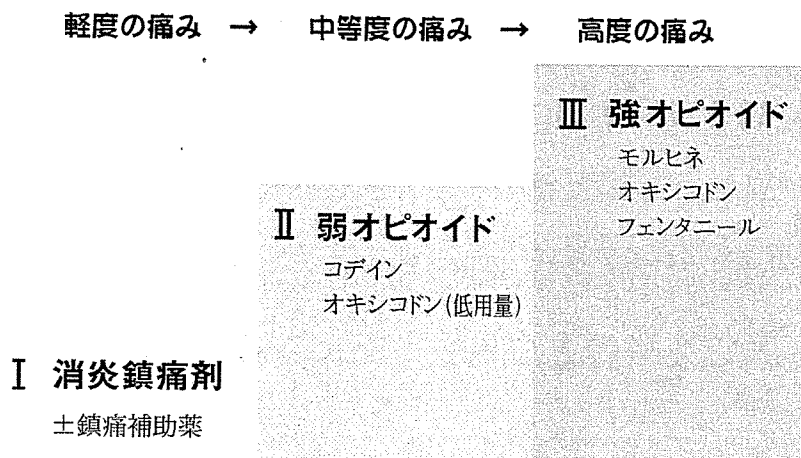 軽度の痛み → 中等度の痛み → 高度の痛み
Ⅲ 強オピオイド
モルヒネ
オキシコドン
フェンタニール
Ⅱ 弱オピオイド
コデイン
オキシコドン(低用量)
Ⅰ 消炎鎮痛剤
±鎮痛補助薬